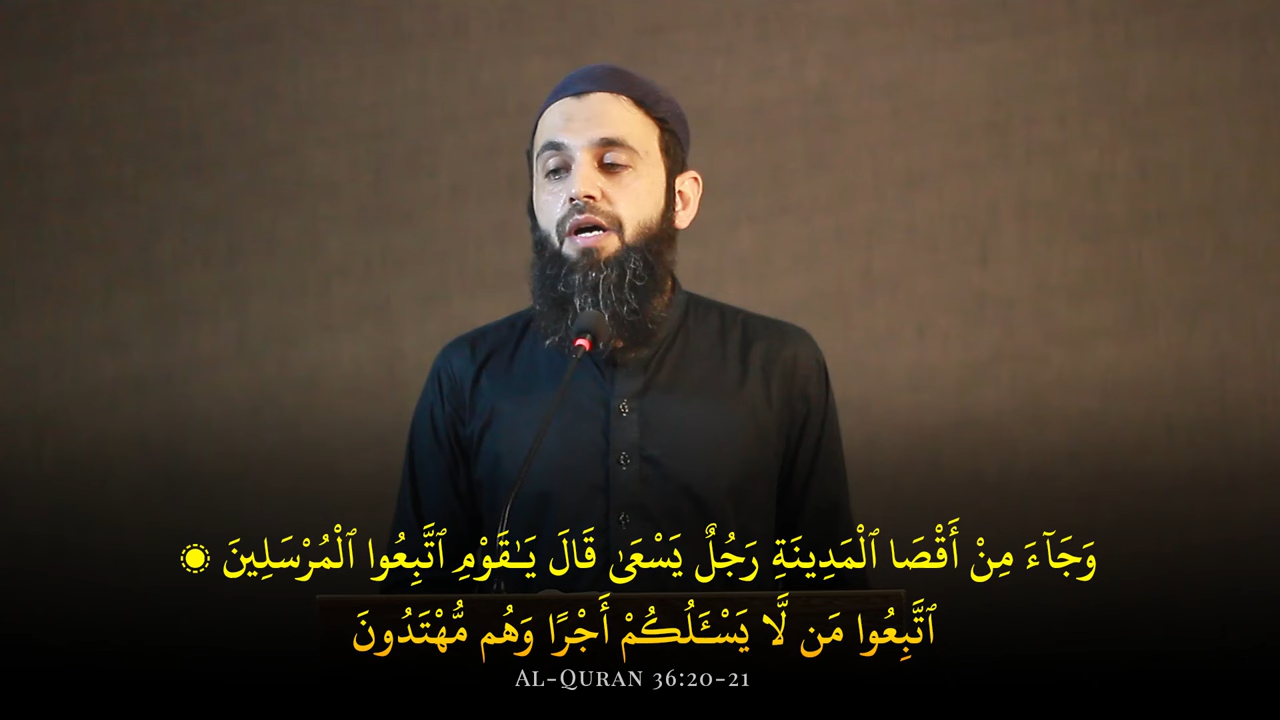 وَجَآءَ مِنْ أَقْصَا ٱلْمَدِينَةِ رَجُلٌ يَسْعَىٰ قَالَ يَـٰقَوْمِ ٱتَّبِعُوا ٱلْمُرْسَلِينَ ۝
ٱتَّبِعُوا مَن لَّا يَسْـَٔلُكُمْ أَجْرًا وَهُم مُّهْتَدُونَ
AL-QURAN 36:20-21